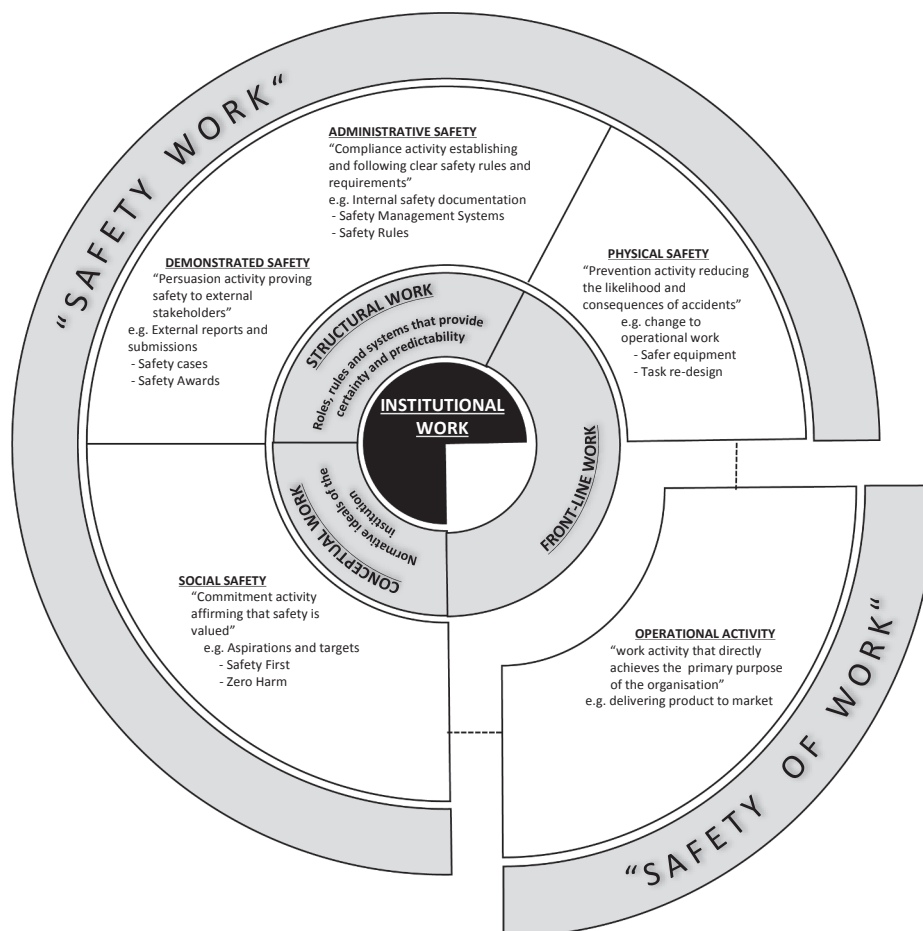 “SAFETY WORK“
ADMINISTRATIVE SAFETY
“Compliance activity establishing
and following clear safety rules and
requirements”
e.g. Internal safety documentation
- Safety Management Systems
- Safety Rules
PHYSICAL SAFETY
“Prevention activity reducing
the likelihood and
consequences of accidents”
e.g. change to
operational work
- Safer equipment
- Task re-design
DEMONSTRATED SAFETY
“Persuasion activity proving
safety to external
stakeholders”
e.g. External reports and
submissions
- Safety cases
- Safety Awards
STRUCTURAL WORK
Roles, rules and systems that provide
certainty and predictability
INSTITUTIONAL
WORK
FRONT-LINE WORK
CONCEPTUAL WORK
Normative ideals of the
institution
SOCIAL SAFETY
“Commitment activity
affirming that safety is
valued”
e.g. Aspirations and targets
- Safety First
- Zero Harm
OPERATIONAL ACTIVITY
“work activity that directly
achieves the primary purpose
of the organisation”
e.g. delivering product to market
“SAFETY OF WORK“